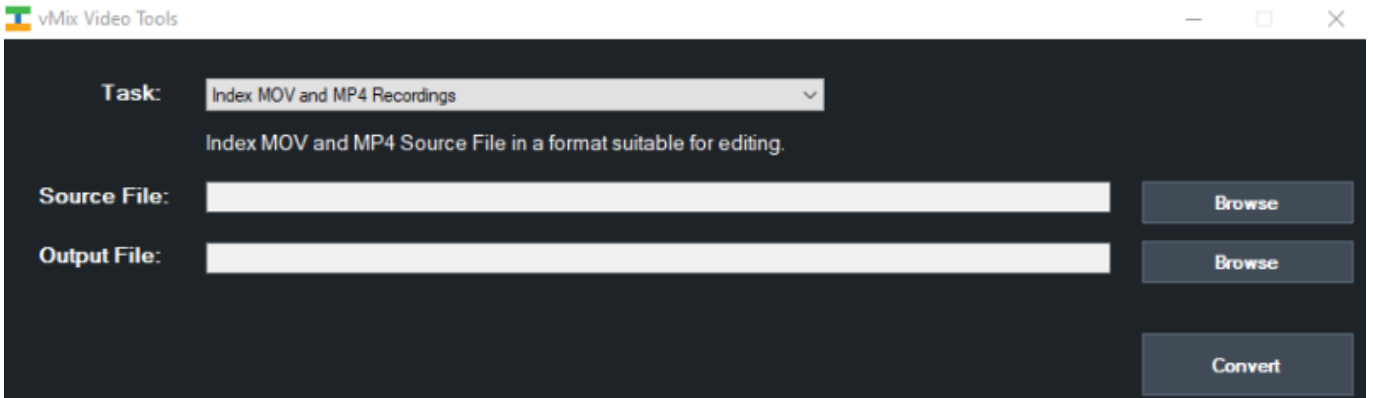 vMix Video Tools
Task: Index MOV and MP4 Recordings
Index MOV and MP4 Source File in a format suitable for editing.
Source File: Browse
Output File: Browse
Convert